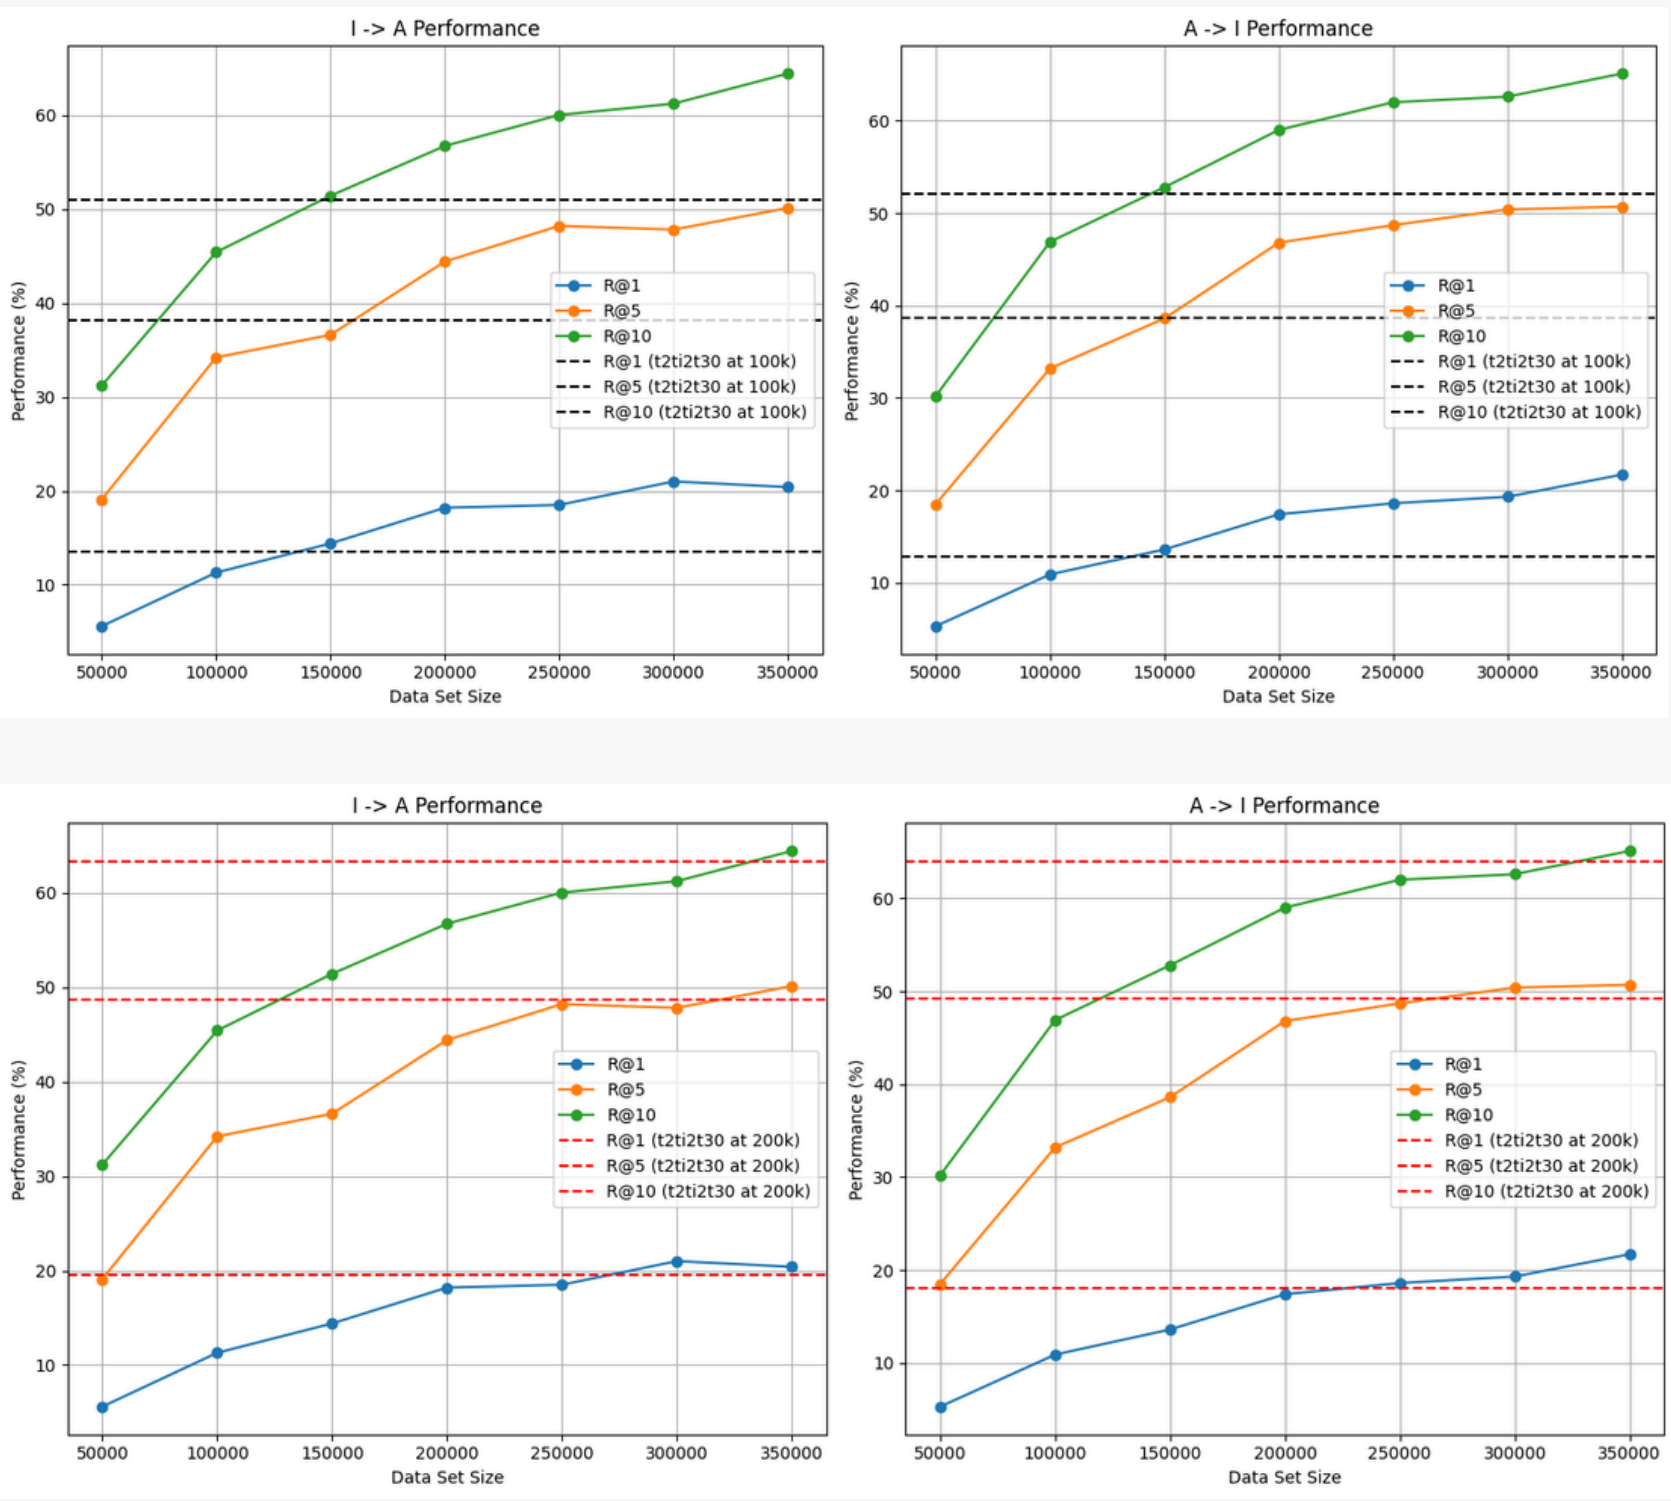 I -> A Performance
60
50
40
30
20
10
Performance (%)
R@1
R@5
R@10
R@1 (t2ti2t30 at 100k)
R@5 (t2ti2t30 at 100k)
R@10 (t2ti2t30 at 100k)
50000 100000 150000 200000 250000 300000 350000
Data Set Size
A -> I Performance
60
50
40
30
20
10
Performance (%)
R@1
R@5
R@10
R@1 (t2ti2t30 at 100k)
R@5 (t2ti2t30 at 100k)
R@10 (t2ti2t30 at 100k)
50000 100000 150000 200000 250000 300000 350000
Data Set Size
I -> A Performance
60
50
40
30
20
10
Performance (%)
R@1
R@5
R@10
R@1 (t2ti2t30 at 200k)
R@5 (t2ti2t30 at 200k)
R@10 (t2ti2t30 at 200k)
50000 100000 150000 200000 250000 300000 350000
Data Set Size
A -> I Performance
60
50
40
30
20
10
Performance (%)
R@1
R@5
R@10
R@1 (t2ti2t30 at 200k)
R@5 (t2ti2t30 at 200k)
R@10 (t2ti2t30 at 200k)
50000 100000 150000 200000 250000 300000 350000
Data Set Size